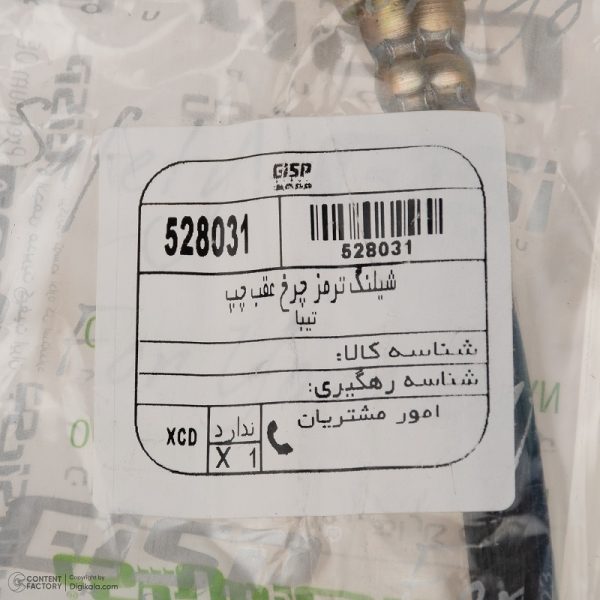 GISP
528031
528031
شیلنگ ترمز چرخ عقب چپ
تیبا
شناسه کالا:
شناسه رهگیری:
امور مشتریان
XCD
ندارد
X 1
GISP
CONTENT FACTORY
Copyright by
Digikala.com